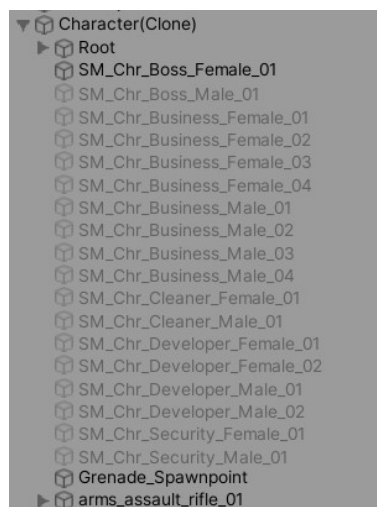 Character(Clone)
Root
SM_Chr_Boss_Female_01
SM_Chr_Boss_Male_01
SM_Chr_Business_Female_01
SM_Chr_Business_Female_02
SM_Chr_Business_Female_03
SM_Chr_Business_Female_04
SM_Chr_Business_Male_01
SM_Chr_Business_Male_02
SM_Chr_Business_Male_03
SM_Chr_Business_Male_04
SM_Chr_Cleaner_Female_01
SM_Chr_Cleaner_Male_01
SM_Chr_Developer_Female_01
SM_Chr_Developer_Female_02
SM_Chr_Developer_Male_01
SM_Chr_Developer_Male_02
SM_Chr_Security_Female_01
SM_Chr_Security_Male_01
Grenade_Spawnpoint
arms_assault_rifle_01